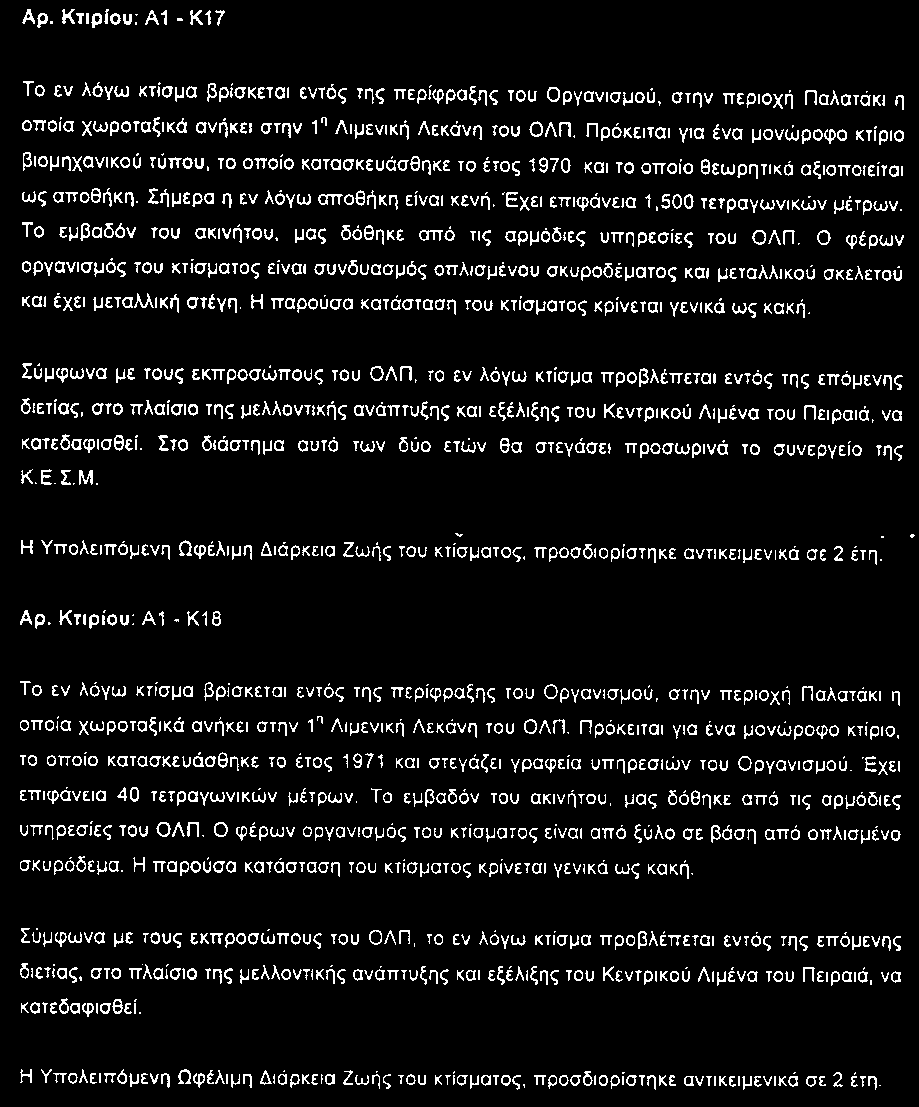 Αρ. Κτιρίου: Α1 - Κ17
Το εν λόγω κτίσμα βρίσκεται εντός της περίφραξης του Οργανισμού, στην περιοχή Παλατάκι η
οποία χωροταξικά ανήκει στην 1η Λιμενική Λεκάνη του ΟΛΠ. Πρόκειται για ένα μονώροφο κτίριο
βιομηχανικού τύπου, το οποίο κατασκευάσθηκε το έτος 1970 και το οποίο θεωρητικά αξιοποιείται
ως αποθήκη. Σήμερα η εν λόγω αποθήκη είναι κενή. Έχει επιφάνεια 1,500 τετραγωνικών μέτρων.
Το εμβαδόν του ακινήτου, μας δόθηκε από τις αρμόδιες υπηρεσίες του ΟΛΠ. Ο φέρων
οργανισμός του κτίσματος είναι συνδυασμός οπλισμένου σκυροδέματος και μεταλλικού σκελετού
και έχει μεταλλική στέγη. Η παρούσα κατάσταση του κτίσματος κρίνεται γενικά ως κακή.
Σύμφωνα με τους εκπροσώπους του ΟΛΠ, το εν λόγω κτίσμα προβλέπεται εντός της επόμενης
διετίας, στο πλαίσιο της μελλοντικής ανάπτυξης και εξέλιξης του Κεντρικού Λιμένα του Πειραιά, να
κατεδαφισθεί. Στο διάστημα αυτό των δύο ετών θα στεγάσει προσωρινά το συνεργείο της
Κ.Ε.Σ.Μ.
Η Υπολειπόμενη Ωφέλιμη Διάρκεια Ζωής του κτίσματος, προσδιορίστηκε αντικειμενικά σε 2 έτη.
Αρ. Κτιρίου: Α1 - Κ18
Το εν λόγω κτίσμα βρίσκεται εντός της περίφραξης του Οργανισμού, στην περιοχή Παλατάκι η
οποία χωροταξικά ανήκει στην 1η Λιμενική Λεκάνη του ΟΛΠ. Πρόκειται για ένα μονώροφο κτίριο,
το οποίο κατασκευάσθηκε το έτος 1971 και στεγάζει γραφεία υπηρεσιών του Οργανισμού. Έχει
επιφάνεια 40 τετραγωνικών μέτρων. Το εμβαδόν του ακινήτου, μας δόθηκε από τις αρμόδιες
υπηρεσίες του ΟΛΠ. Ο φέρων οργανισμός του κτίσματος είναι από ξύλο σε βάση από οπλισμένο
σκυρόδεμα. Η παρούσα κατάσταση του κτίσματος κρίνεται γενικά ως κακή.
Σύμφωνα με τους εκπροσώπους του ΟΛΠ, το εν λόγω κτίσμα προβλέπεται εντός της επόμενης
διετίας, στο πλαίσιο της μελλοντικής ανάπτυξης και εξέλιξης του Κεντρικού Λιμένα του Πειραιά, να
κατεδαφισθεί.
Η Υπολειπόμενη Ωφέλιμη Διάρκεια Ζωής του κτίσματος, προσδιορίστηκε αντικειμενικά σε 2 έτη.